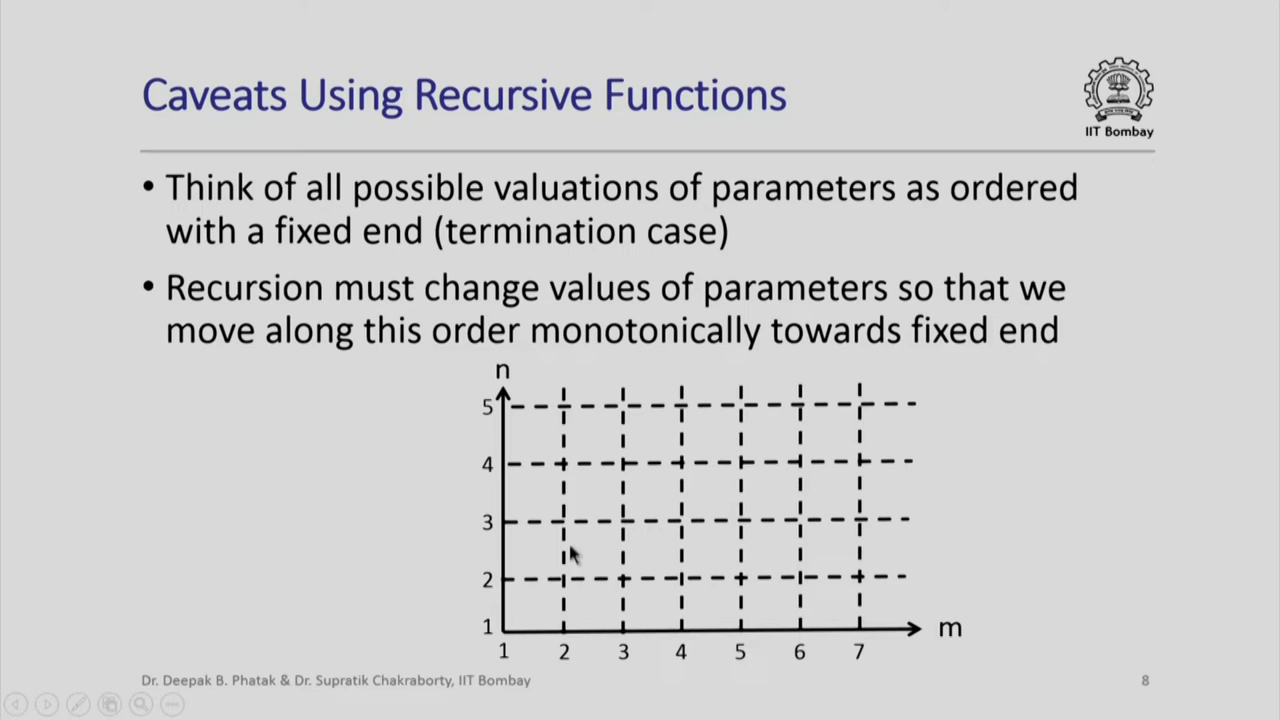 Caveats Using Recursive Functions
IIT Bombay
• Think of all possible valuations of parameters as ordered
with a fixed end (termination case)
• Recursion must change values of parameters so that we
move along this order monotonically towards fixed end
n
5
4
3
2
1
1 2 3 4 5 6 7
m
Dr. Deepak B. Phatak & Dr. Supratik Chakraborty, IIT Bombay
8